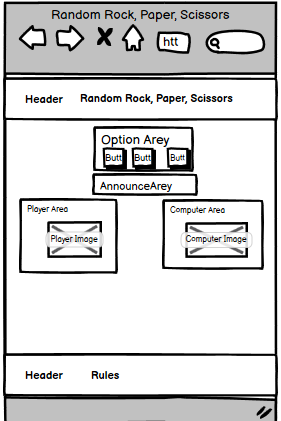 Random Rock, Paper, Scissors
htt
Header Random Rock, Paper, Scissors
Option Arey
Butt Butt Butt
AnnounceArey
Player Area Computer Area
Player Image Computer Image
Header Rules